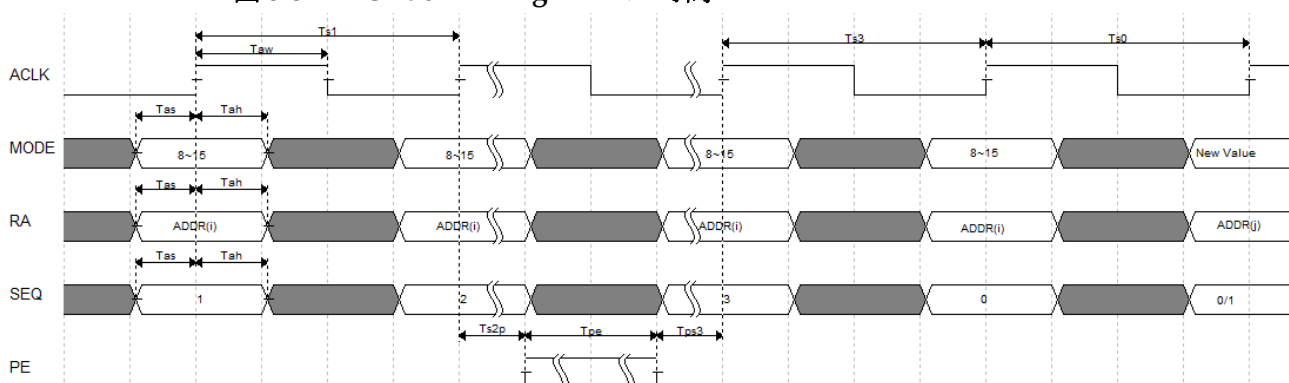 Ts1
Ts3
Ts0
Taw
ACLK
Tas
Tah
MODE
8~15
8~15
8~15
8~15
New Value
Tas
Tah
RA
ADDR(i)
ADDR(i)
ADDR(i)
ADDR(i)
ADDR(j)
Tas
Tah
SEQ
1
2
3
0
0/1
Ts2p
Tpe
Tps3
PE